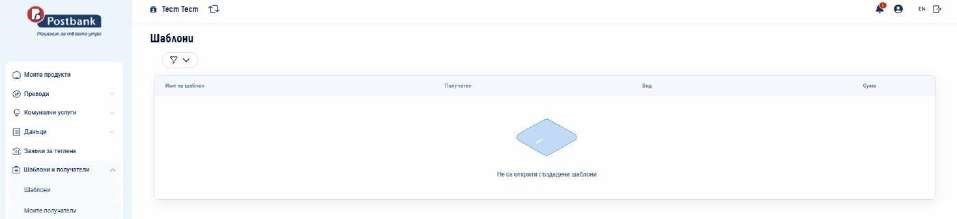 Postbank
Решения за твоето утре
Тест Тест
EN
Шаблони
Моите продукти
Преводи
Комунални услуги
Данъци
Заявки за теглене
Шаблони и получатели
Шаблони
Моите получатели
Име на шаблон
Получател
Вид
Сума
Не са открити създадени шаблони